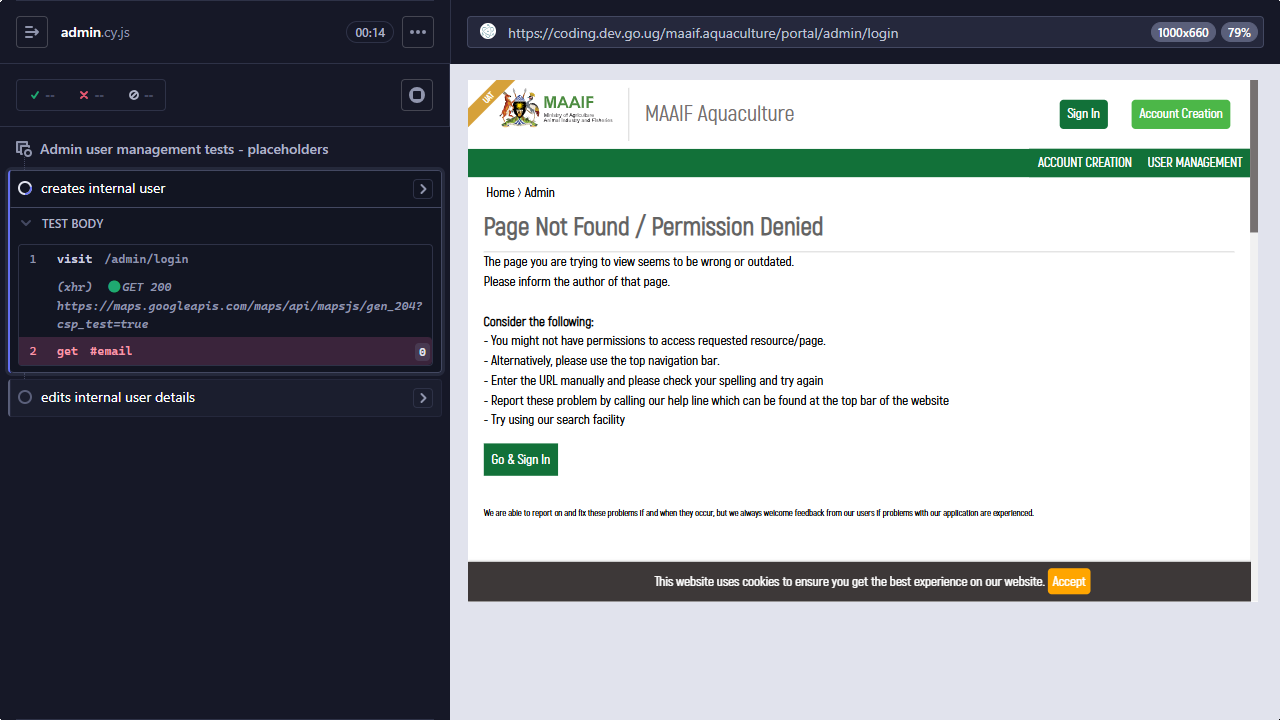 admin.cy.js
00:14
--
--
--
Admin user management tests - placeholders
creates internal user
TEST BODY
1 visit /admin/login
(xhr) GET 200
https://maps.googleapis.com/maps/api/mapsjs/gen_204?
csp_test=true
2 get #email 0
edits internal user details
https://coding.dev.go.ug/maaif.aquaculture/portal/admin/login
1000x660 79%
UAT
MAAIF
Ministry of Agriculture
Animal Industry and Fisheries
MAAIF Aquaculture
Sign In
Account Creation
ACCOUNT CREATION USER MANAGEMENT
Home › Admin
Page Not Found / Permission Denied
The page you are trying to view seems to be wrong or outdated.
Please inform the author of that page.
Consider the following:
- You might not have permissions to access requested resource/page.
- Alternatively, please use the top navigation bar.
- Enter the URL manually and please check your spelling and try again
- Report these problem by calling our help line which can be found at the top bar of the website
- Try using our search facility
Go & Sign In
We are able to report on and fix these problems if and when they occur, but we always welcome feedback from our users if problems with our application are experienced.
This website uses cookies to ensure you get the best experience on our website. Accept